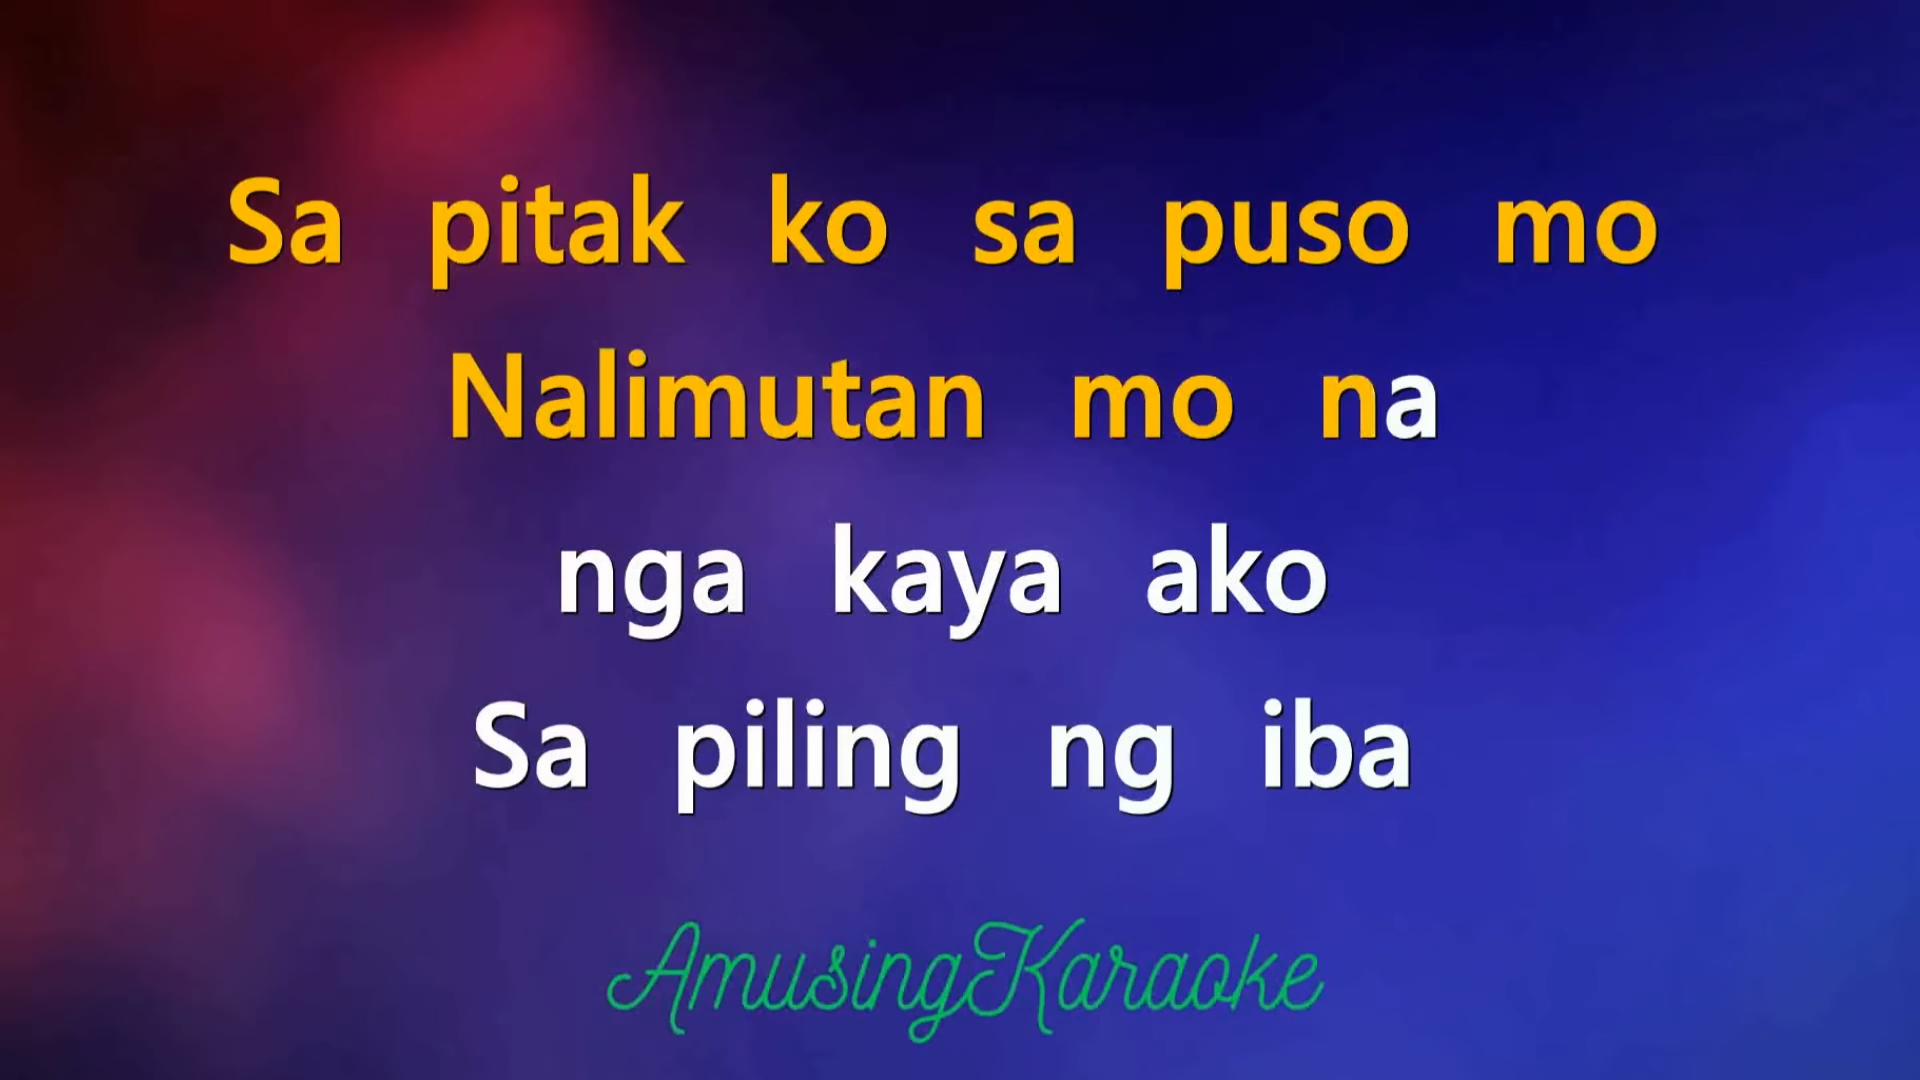 Sa pitak ko sa puso mo
Nalimutan mo na
nga kaya ako
Sa piling ng iba
AmusingKaraoke